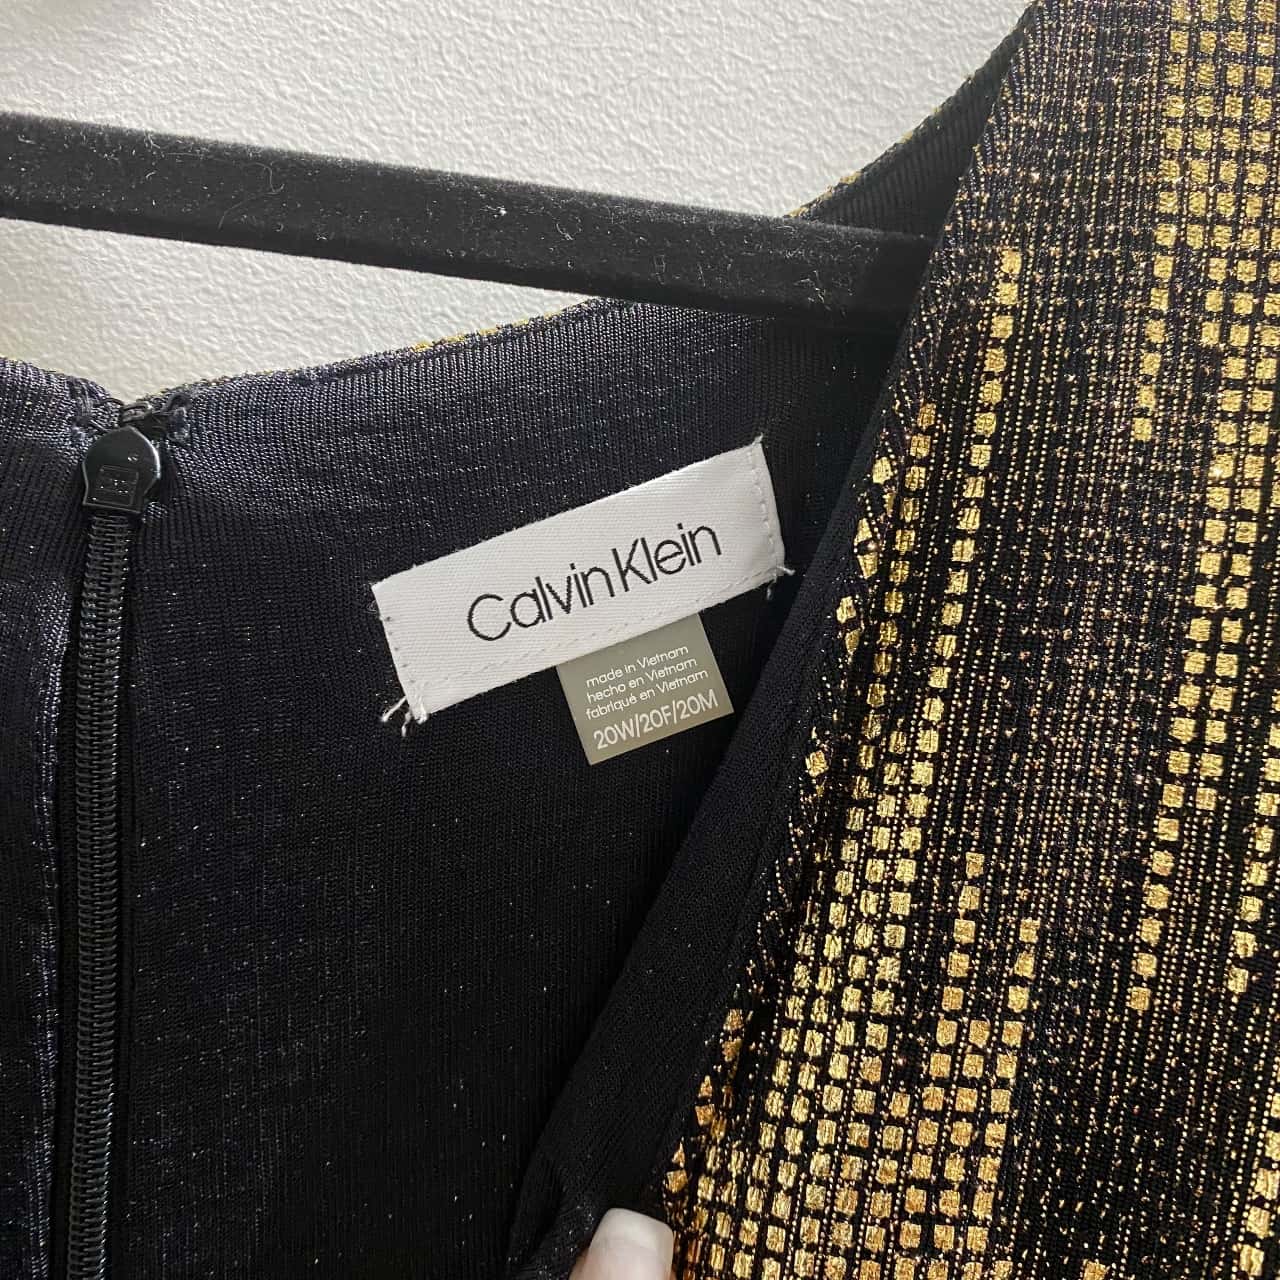 Calvin Klein
made in Vietnam
hecho en Vietnam
fabriqué en Vietnam
20W/20F/20M